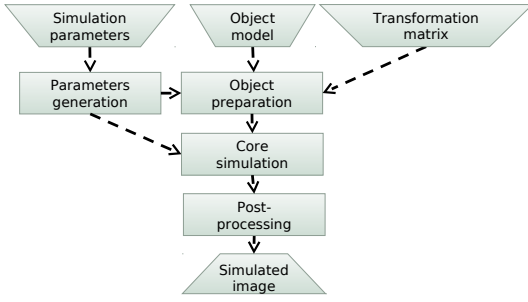 Simulation
parameters
Object
model
Transformation
matrix
Parameters
generation
Object
preparation
Core
simulation
Post-
processing
Simulated
image